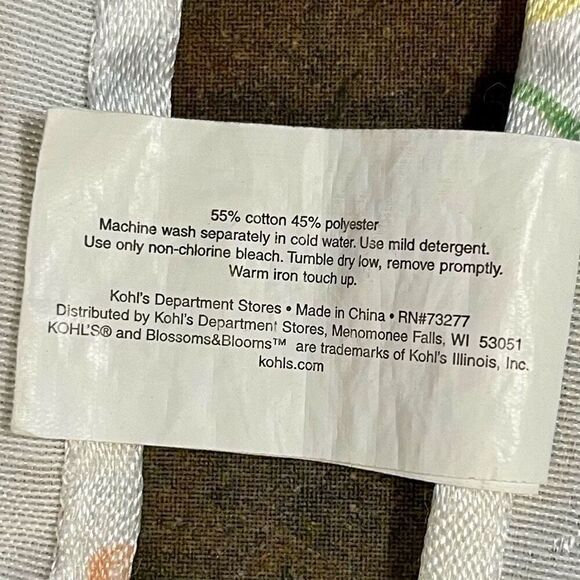 55% cotton 45% polyester
Machine wash separately in cold water. Use mild detergent.
Use only non-chlorine bleach. Tumble dry low, remove promptly.
Warm iron touch up.
Kohl's Department Stores • Made in China • RN#73277
Distributed by Kohl's Department Stores, Menomonee Falls, WI 53051
KOHL'S® and Blossoms&Blooms™ are trademarks of Kohl's Illinois, Inc.
kohls.com